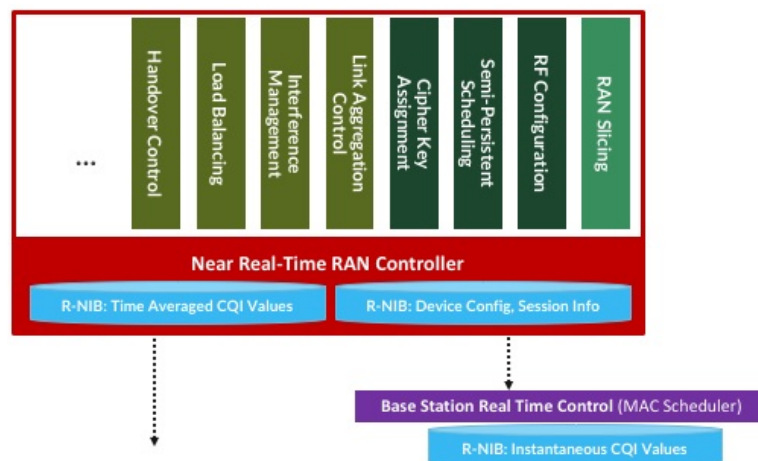 ...
Handover Control
Load Balancing
Interference
Management
Link Aggregation
Control
Cipher Key
Assignment
Semi-Persistent
Scheduling
RF Configuration
RAN Slicing
Near Real-Time RAN Controller
R-NIB: Time Averaged CQI Values
R-NIB: Device Config, Session Info
Base Station Real Time Control (MAC Scheduler)
R-NIB: Instantaneous CQI Values